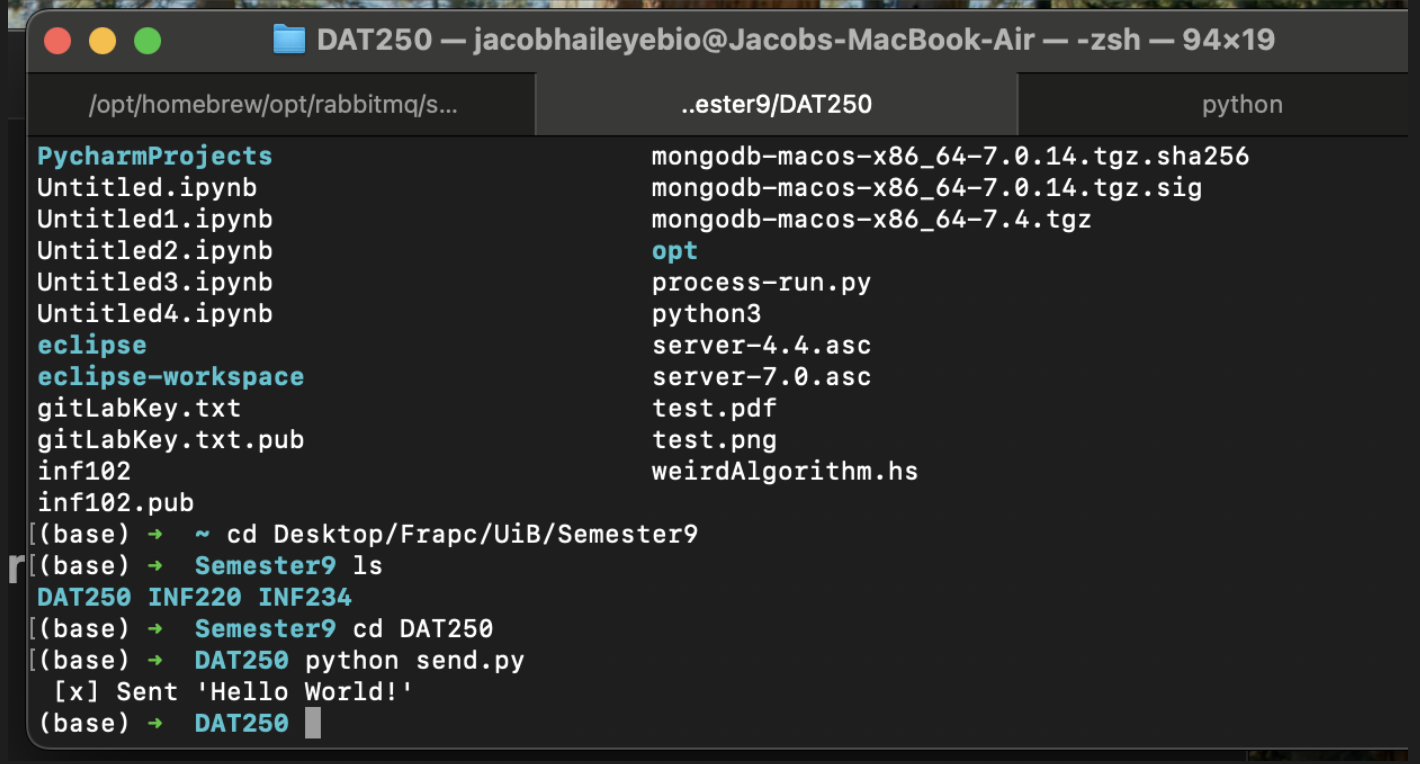 DAT250 — jacobhaileyebio@Jacobs-MacBook-Air — -zsh — 94×19
/opt/homebrew/opt/rabbitmq/s... ..ester9/DAT250 python
PycharmProjects mongodb-macos-x86_64-7.0.14.tgz.sha256
Untitled.ipynb mongodb-macos-x86_64-7.0.14.tgz.sig
Untitled1.ipynb mongodb-macos-x86_64-7.4.tgz
Untitled2.ipynb opt
Untitled3.ipynb process-run.py
Untitled4.ipynb python3
eclipse server-4.4.asc
eclipse-workspace server-7.0.asc
gitLabKey.txt test.pdf
gitLabKey.txt.pub test.png
inf102 weirdAlgorithm.hs
inf102.pub
[(base) → ~ cd Desktop/Frapc/UiB/Semester9
r[(base) → Semester9 ls
DAT250 INF220 INF234
[(base) → Semester9 cd DAT250
[(base) → DAT250 python send.py
[x] Sent 'Hello World!'
(base) → DAT250